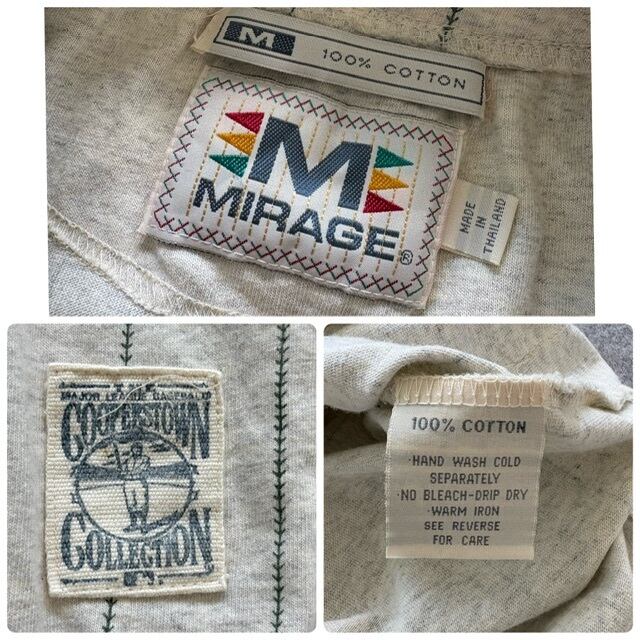 M
100% COTTON
M
MIRAGE®
MADE
IN
THAILAND
THE
MAJOR LEAGUE BASEBALL
COOPERSTOWN
COLLECTION
100% COTTON
·HAND WASH COLD
SEPARATELY
·NO BLEACH-DRIP DRY
·WARM IRON
SEE REVERSE
FOR CARE